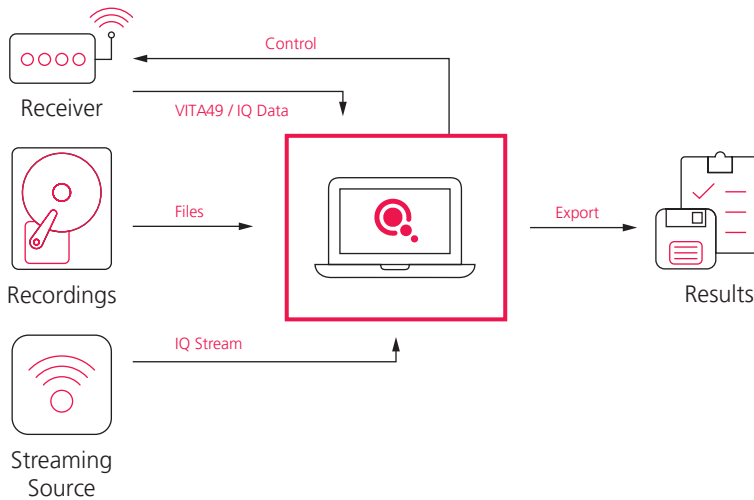 Control
Receiver
VITA49 / IQ Data
Files
Export
Recordings
Results
IQ Stream
Streaming
Source